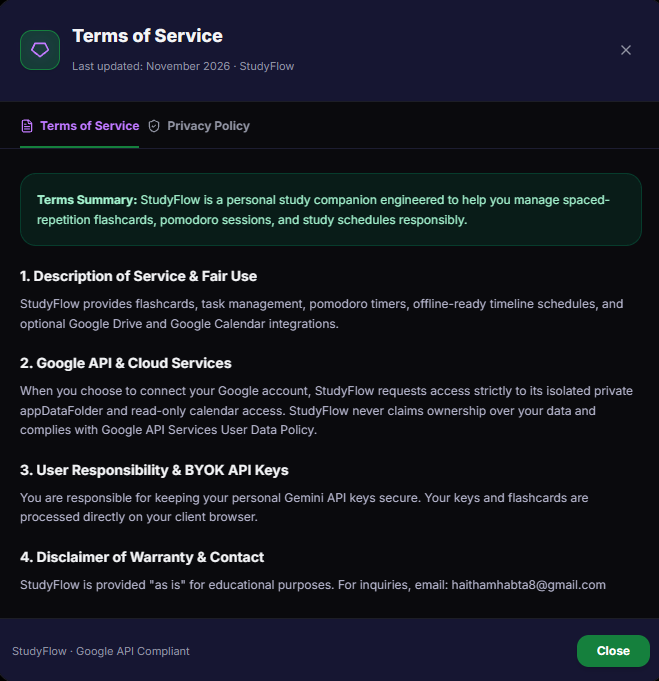 Terms of Service
Last updated: November 2026 · StudyFlow
Terms of Service
Privacy Policy
Terms Summary: StudyFlow is a personal study companion engineered to help you manage spaced-
repetition flashcards, pomodoro sessions, and study schedules responsibly.
1. Description of Service & Fair Use
StudyFlow provides flashcards, task management, pomodoro timers, offline-ready timeline schedules, and
optional Google Drive and Google Calendar integrations.
2. Google API & Cloud Services
When you choose to connect your Google account, StudyFlow requests access strictly to its isolated private
appDataFolder and read-only calendar access. StudyFlow never claims ownership over your data and
complies with Google API Services User Data Policy.
3. User Responsibility & BYOK API Keys
You are responsible for keeping your personal Gemini API keys secure. Your keys and flashcards are
processed directly on your client browser.
4. Disclaimer of Warranty & Contact
StudyFlow is provided "as is" for educational purposes. For inquiries, email: haithamhabta8@gmail.com
StudyFlow · Google API Compliant
Close